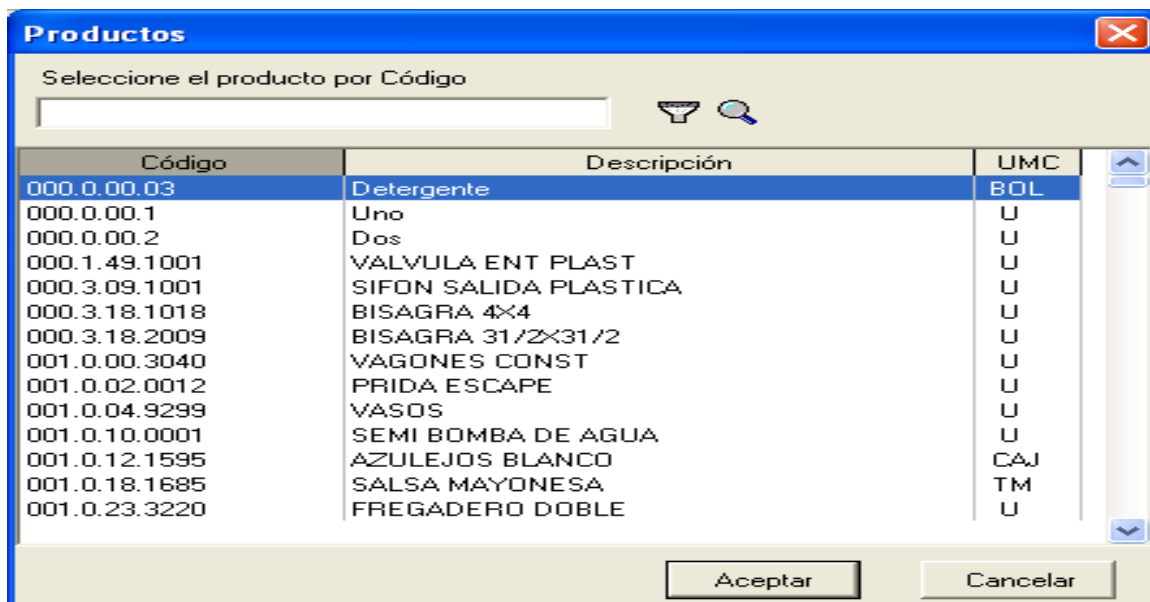 Productos
Seleccione el producto por Código
Código Descripción UMC
000.0.00.03 Detergente BOL
000.0.00.1 Uno U
000.0.00.2 Dos U
000.1.49.1001 VALVULA ENT PLAST U
000.3.09.1001 SIFON SALIDA PLASTICA U
000.3.18.1018 BISAGRA 4X4 U
000.3.18.2009 BISAGRA 31/2X31/2 U
001.0.00.3040 VAGONES CONST U
001.0.02.0012 PRIDA ESCAPE U
001.0.04.9299 VASOS U
001.0.10.0001 SEMI BOMBA DE AGUA U
001.0.12.1595 AZULEJOS BLANCO CAJ
001.0.18.1685 SALSA MAYONESA TM
001.0.23.3220 FREGADERO DOBLE U
Aceptar Cancelar